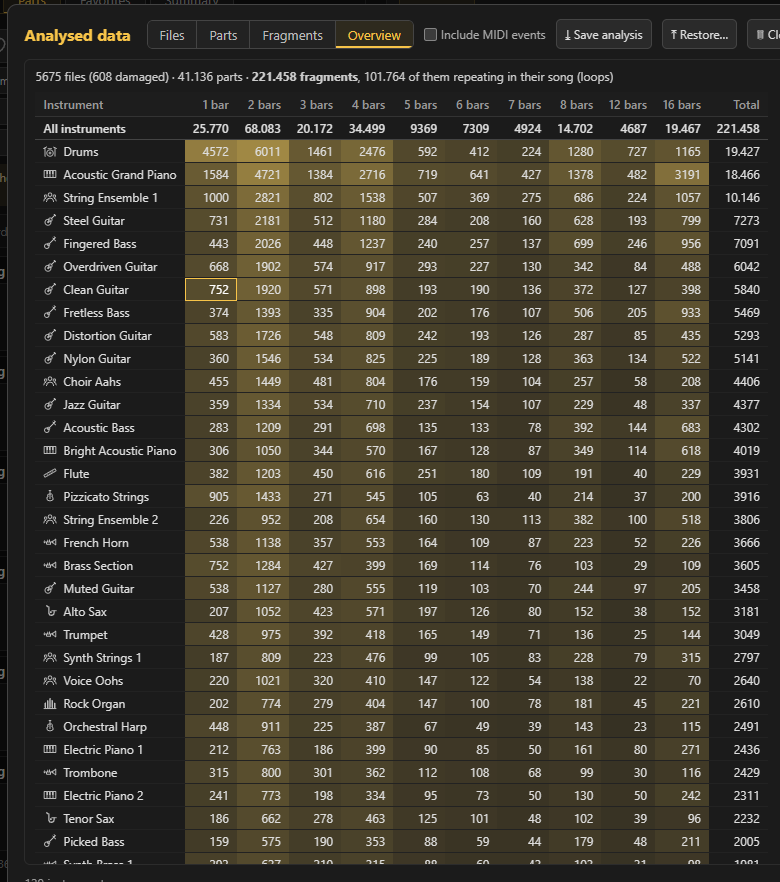 Analysed data Files Parts Fragments Overview Include MIDI events Save analysis Restore...
5675 files (608 damaged) · 41.136 parts · 221.458 fragments, 101.764 of them repeating in their song (loops)
Instrument 1 bar 2 bars 3 bars 4 bars 5 bars 6 bars 7 bars 8 bars 12 bars 16 bars Total
All instruments 25.770 68.083 20.172 34.499 9369 7309 4924 14.702 4687 19.467 221.458
Drums 4572 6011 1461 2476 592 412 224 1280 727 1165 19.427
Acoustic Grand Piano 1584 4721 1384 2716 719 641 427 1378 482 3191 18.466
String Ensemble 1 1000 2821 802 1538 507 369 275 686 224 1057 10.146
Steel Guitar 731 2181 512 1180 284 208 160 628 193 799 7273
Fingered Bass 443 2026 448 1237 240 257 137 699 246 956 7091
Overdriven Guitar 668 1902 574 917 293 227 130 342 84 488 6042
Clean Guitar 752 1920 571 898 193 190 136 372 127 398 5840
Fretless Bass 374 1393 335 904 202 176 107 506 205 933 5469
Distortion Guitar 583 1726 548 809 242 193 126 287 85 435 5293
Nylon Guitar 360 1546 534 825 225 189 128 363 134 522 5141
Choir Aahs 455 1449 481 804 176 159 104 257 58 208 4406
Jazz Guitar 359 1334 534 710 237 154 107 229 48 337 4377
Acoustic Bass 283 1209 291 698 135 133 78 392 144 683 4302
Bright Acoustic Piano 306 1050 344 570 167 128 87 349 114 618 4019
Flute 382 1203 450 616 251 180 109 191 40 229 3931
Pizzicato Strings 905 1433 271 545 105 63 40 214 37 200 3916
String Ensemble 2 226 952 208 654 160 130 113 382 100 518 3806
French Horn 538 1138 357 553 164 109 87 223 52 226 3666
Brass Section 752 1284 427 399 169 114 76 103 29 109 3605
Muted Guitar 538 1127 280 555 119 103 70 244 97 205 3458
Alto Sax 207 1052 423 571 197 126 80 152 38 152 3181
Trumpet 428 975 392 418 165 149 71 136 25 144 3049
Synth Strings 1 187 809 223 476 99 105 83 228 79 315 2797
Voice Oohs 220 1021 320 410 147 122 54 138 22 70 2640
Rock Organ 202 774 279 404 147 100 78 181 45 221 2610
Orchestral Harp 448 911 225 387 67 49 39 143 23 115 2491
Electric Piano 1 212 763 186 399 90 85 50 161 80 271 2436
Trombone 315 800 301 362 112 108 68 99 30 116 2429
Electric Piano 2 241 773 198 334 95 73 50 130 50 242 2311
Tenor Sax 186 662 278 463 125 101 48 102 39 96 2232
Picked Bass 159 575 190 353 88 59 44 179 48 211 2005